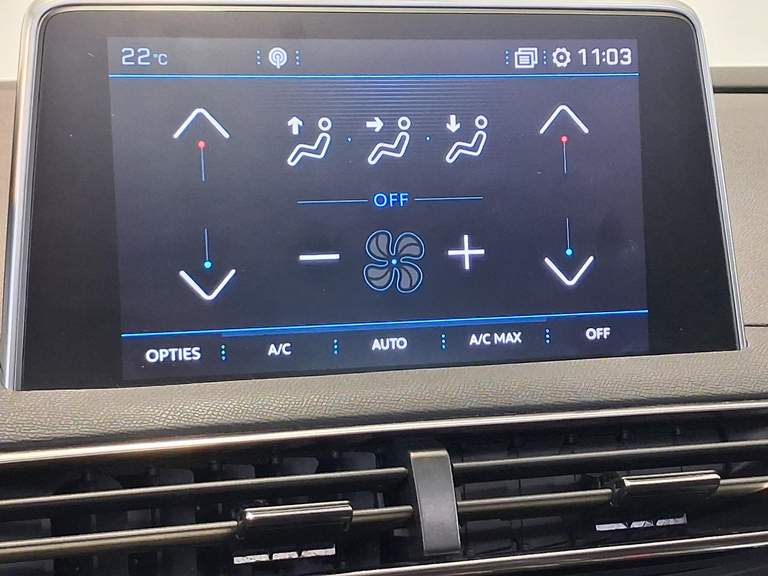 22°C 11:03
OFF
OPTIES A/C AUTO A/C MAX OFF